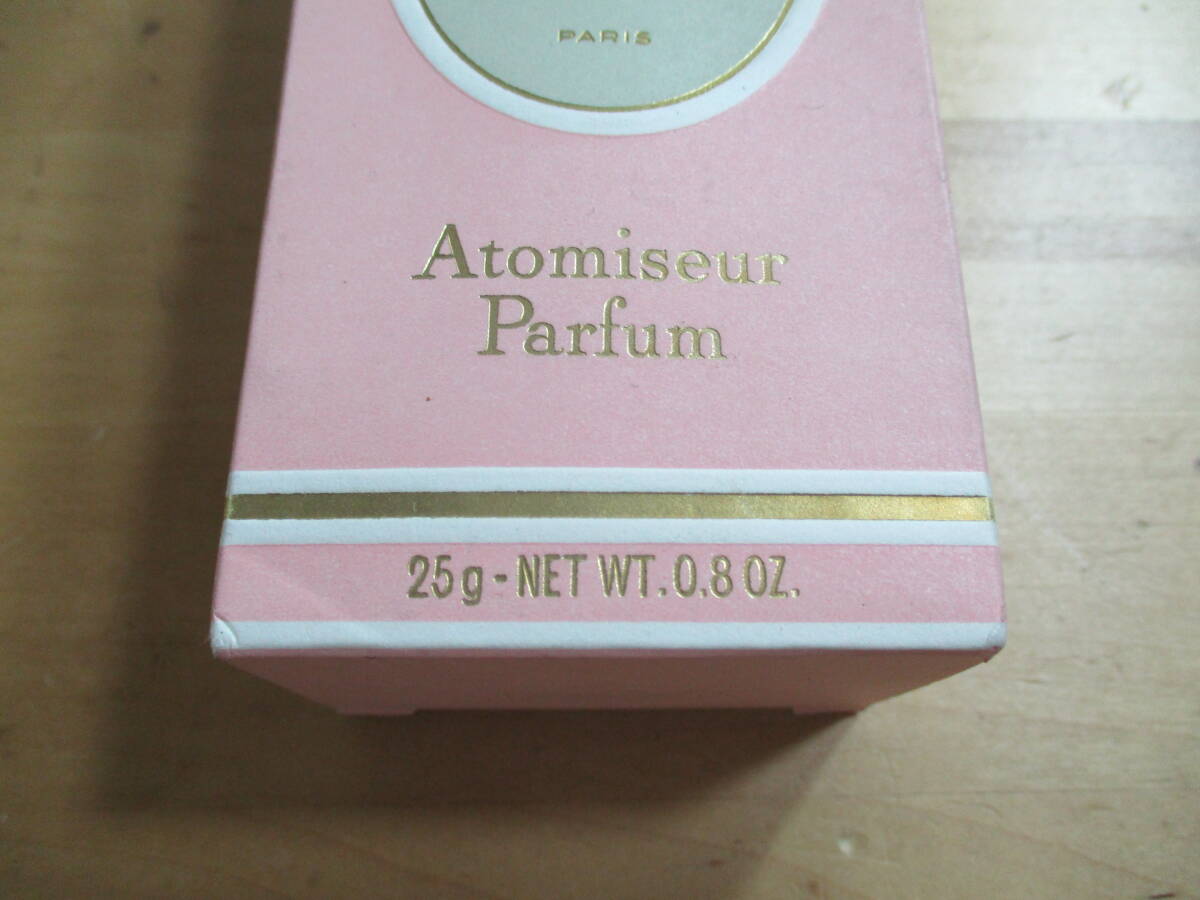 PARIS
Atomiseur
Parfum
25g - NET WT. 0.8 OZ.